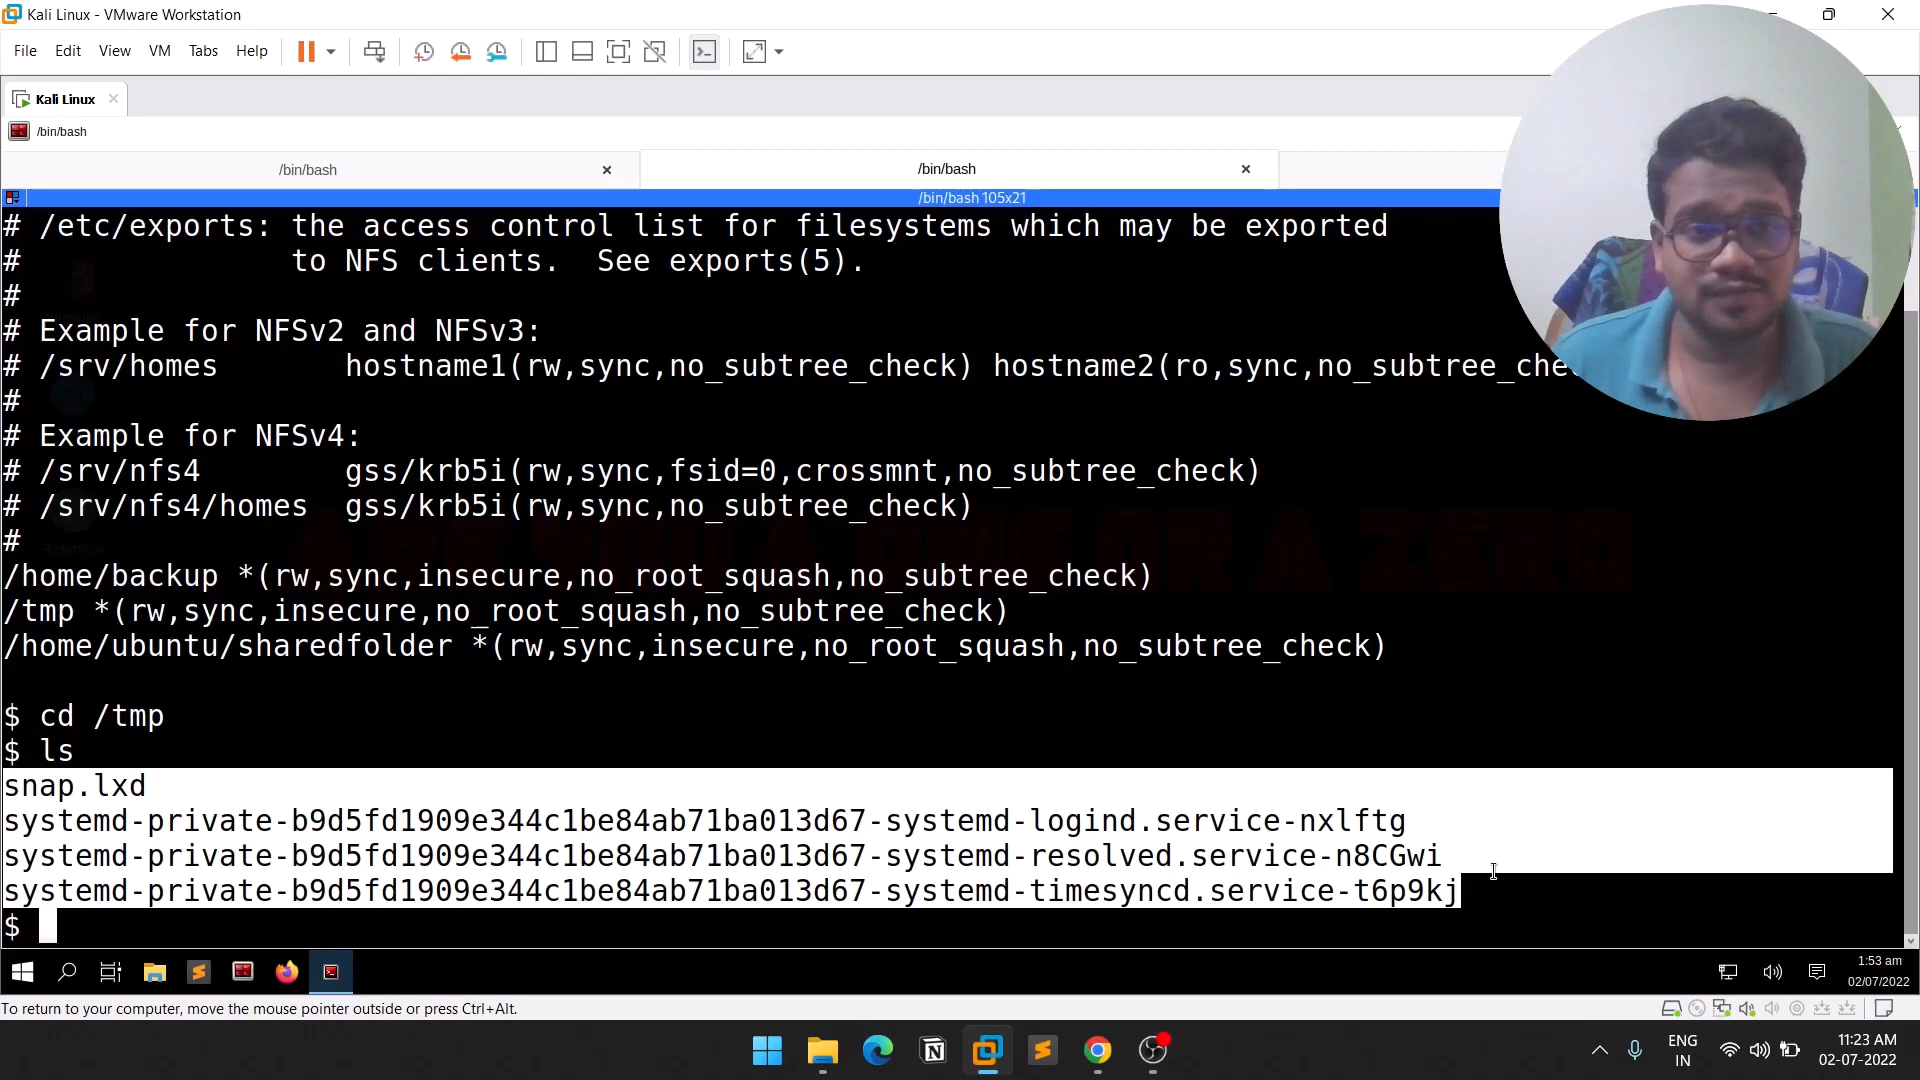 Kali Linux - VMware Workstation
File Edit View VM Tabs Help
Kali Linux
/bin/bash
/bin/bash
/bin/bash
/bin/bash 105x21
# /etc/exports: the access control list for filesystems which may be exported
# to NFS clients. See exports(5).
#
# Example for NFSv2 and NFSv3:
# /srv/homes hostname1(rw,sync,no_subtree_check) hostname2(ro,sync,no_subtree_che
#
# Example for NFSv4:
# /srv/nfs4 gss/krb5i(rw,sync,fsid=0,crossmnt,no_subtree_check)
# /srv/nfs4/homes gss/krb5i(rw,sync,no_subtree_check)
#
/home/backup *(rw,sync,insecure,no_root_squash,no_subtree_check)
/tmp *(rw,sync,insecure,no_root_squash,no_subtree_check)
/home/ubuntu/sharedfolder *(rw,sync,insecure,no_root_squash,no_subtree_check)
$ cd /tmp
$ ls
snap.lxd
systemd-private-b9d5fd1909e344c1be84ab71ba013d67-systemd-logind.service-nxlftg
systemd-private-b9d5fd1909e344c1be84ab71ba013d67-systemd-resolved.service-n8CGwi
systemd-private-b9d5fd1909e344c1be84ab71ba013d67-systemd-timesyncd.service-t6p9kj
$
ARE YOU A ONE OR A ZERO
1:53 am
02/07/2022
To return to your computer, move the mouse pointer outside or press Ctrl+Alt.
ENG
IN
11:23 AM
02-07-2022